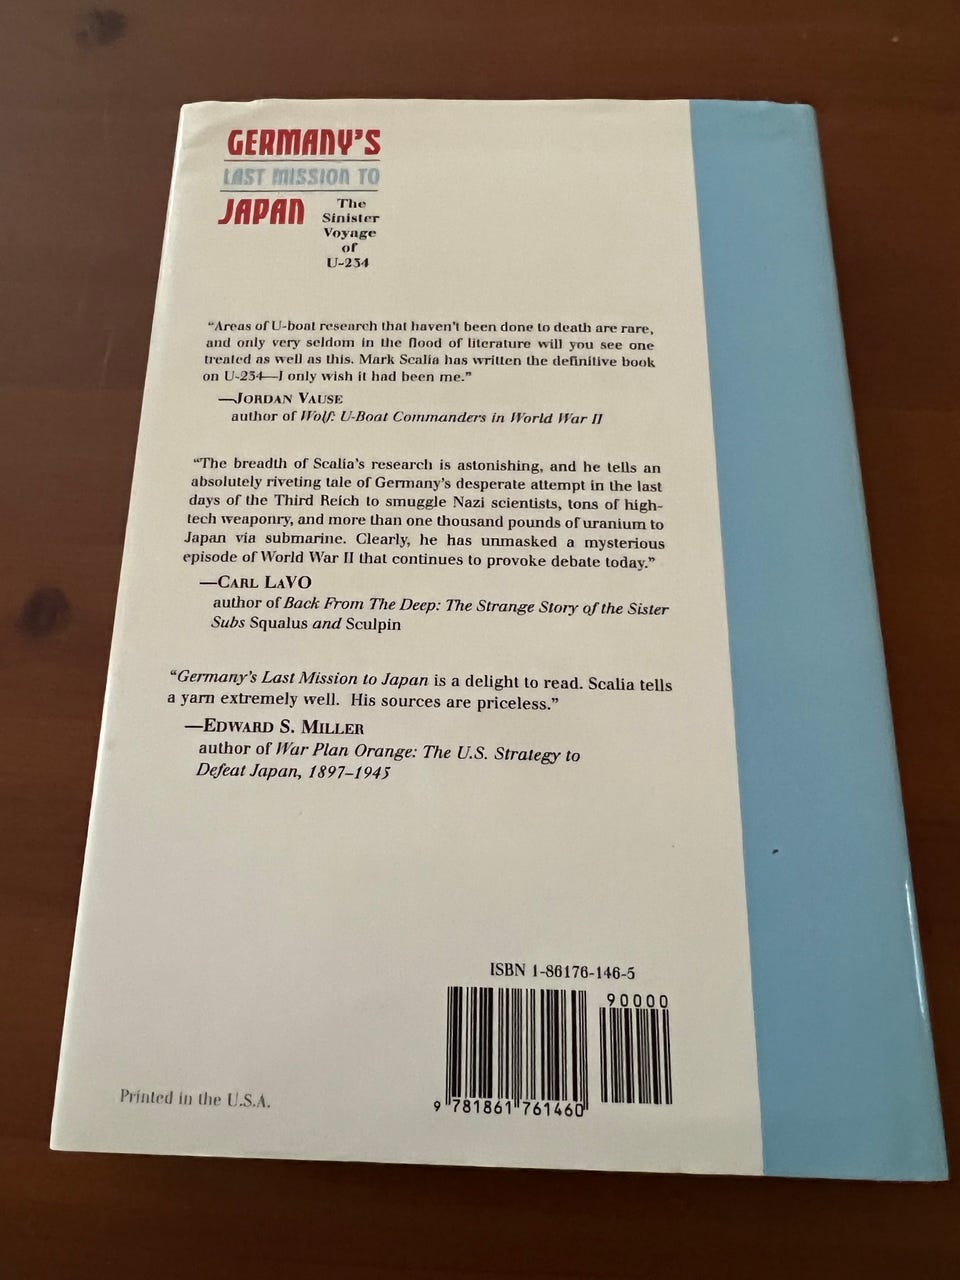 GERMANY'S
LAST MISSION TO
JAPAN
The
Sinister
Voyage
of
U-234
“Areas of U-boat research that haven't been done to death are rare,
and only very seldom in the flood of literature will you see one
treated as well as this. Mark Scalia has written the definitive book
on U-234—I only wish it had been me.”
—JORDAN VAUSE
author of Wolf: U-Boat Commanders in World War II
“The breadth of Scalia's research is astonishing, and he tells an
absolutely riveting tale of Germany's desperate attempt in the last
days of the Third Reich to smuggle Nazi scientists, tons of high-
tech weaponry, and more than one thousand pounds of uranium to
Japan via submarine. Clearly, he has unmasked a mysterious
episode of World War II that continues to provoke debate today.”
—CARL LAVO
author of Back From The Deep: The Strange Story of the Sister
Subs Squalus and Sculpin
“Germany's Last Mission to Japan is a delight to read. Scalia tells
a yarn extremely well. His sources are priceless.”
—EDWARD S. MILLER
author of War Plan Orange: The U.S. Strategy to
Defeat Japan, 1897–1945
ISBN 1-86176-146-5
90000
9 781861 761460
Printed in the U.S.A.